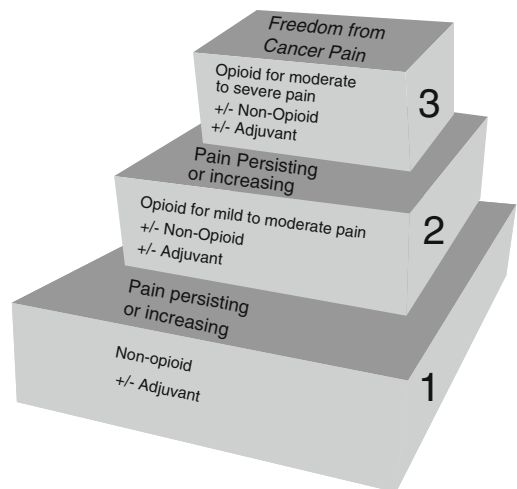 Freedom from
Cancer Pain
Opioid for moderate
to severe pain
+/- Non-Opioid
+/- Adjuvant
3
Pain Persisting
or increasing
Opioid for mild to moderate pain
+/- Non-Opioid
+/- Adjuvant
2
Pain persisting
or increasing
Non-opioid
+/- Adjuvant
1